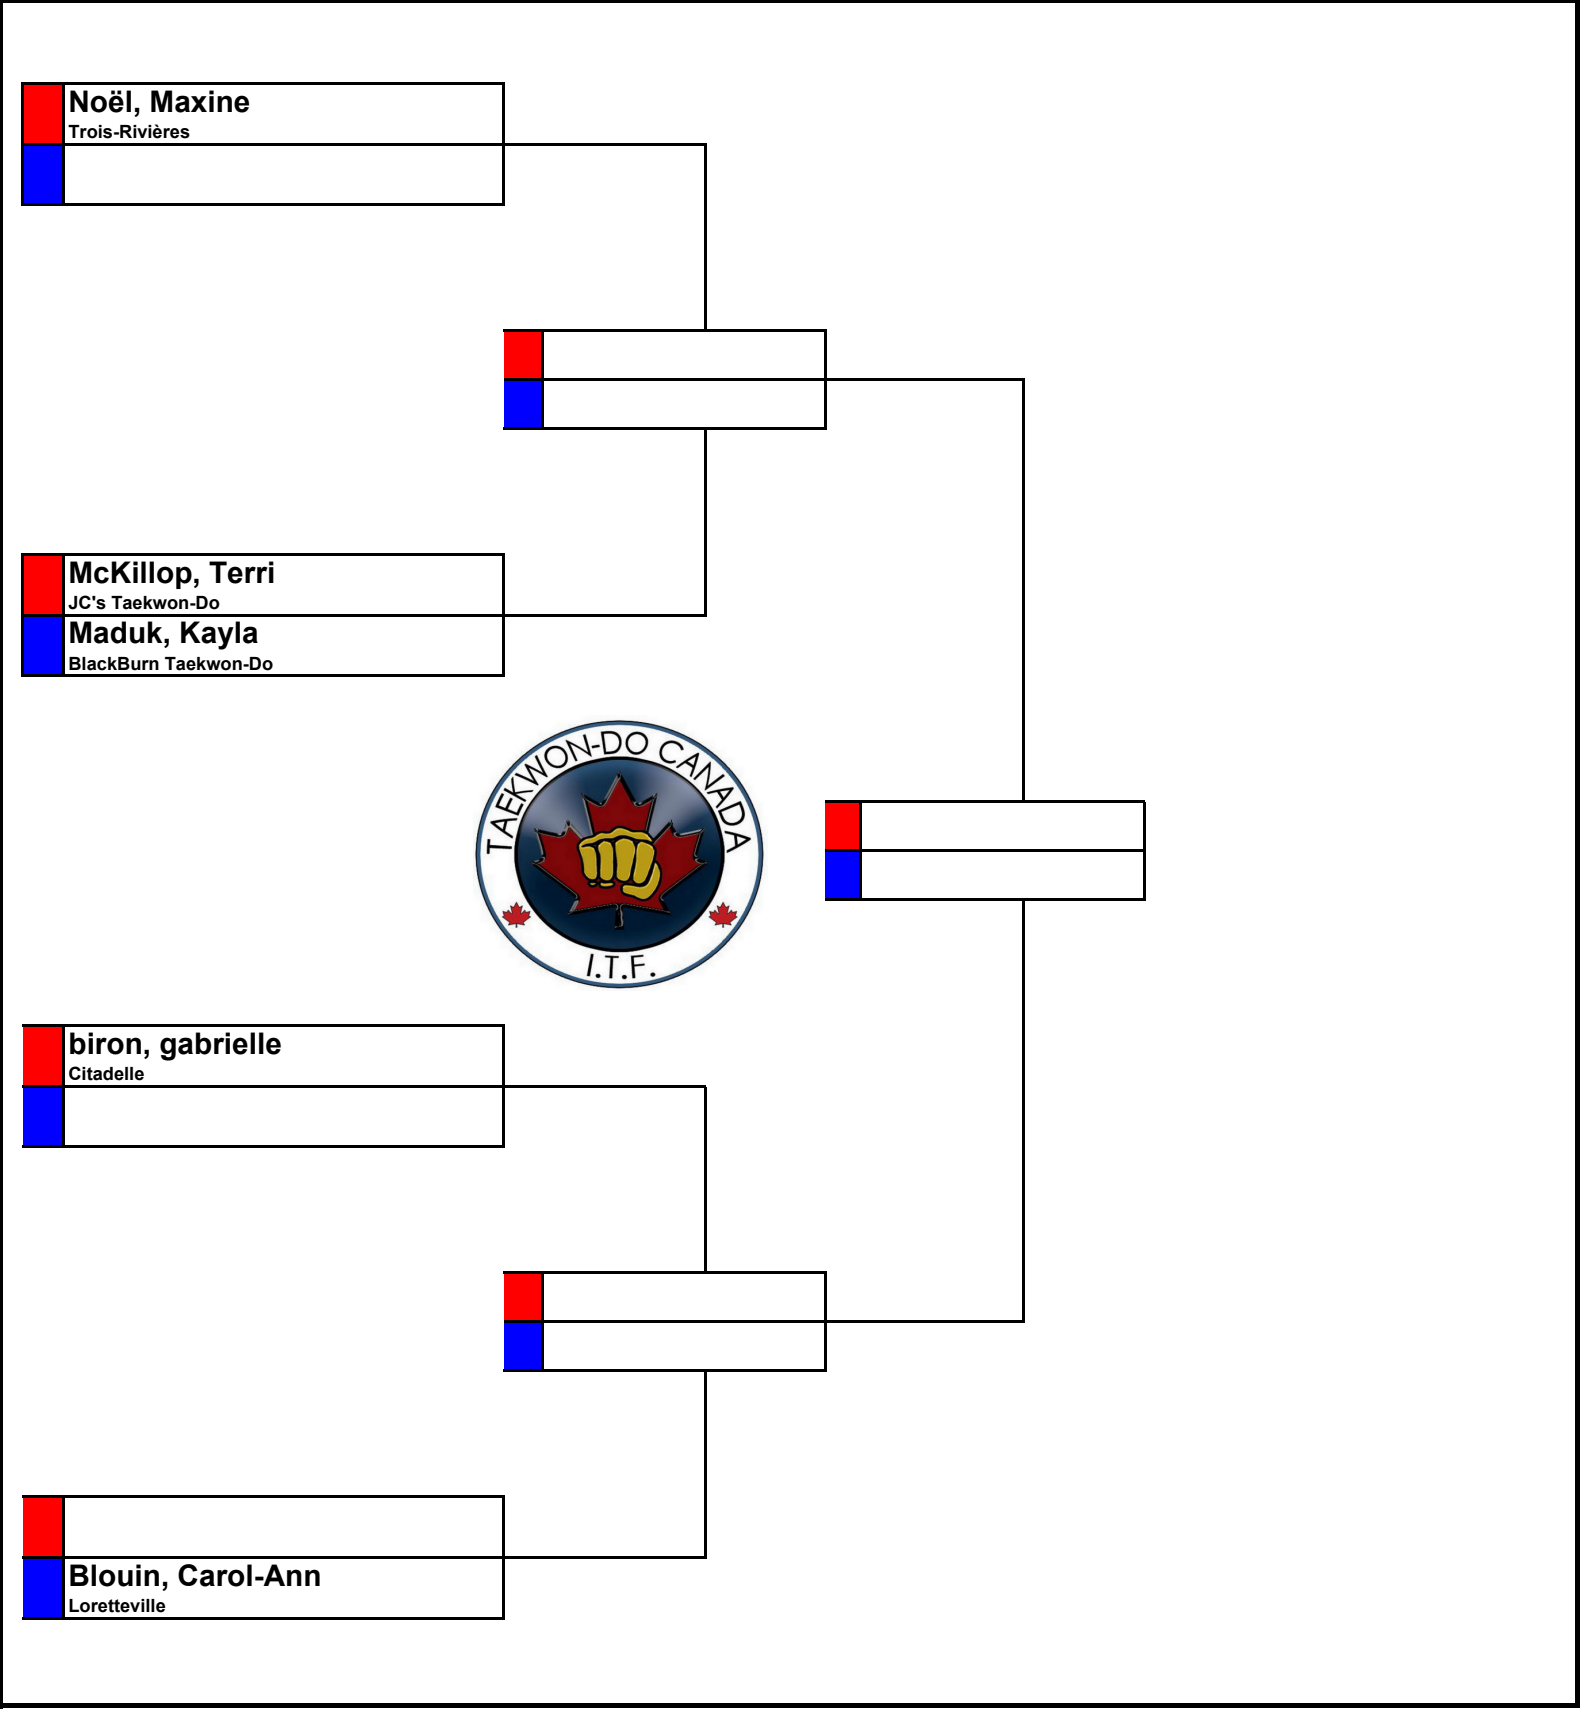 Noël, Maxine
Trois-Rivières
McKillop, Terri
JC's Taekwon-Do
Maduk, Kayla
BlackBurn Taekwon-Do
TAEKWON-DO CANADA
I.T.F.
biron, gabrielle
Citadelle
Blouin, Carol-Ann
Loretteville